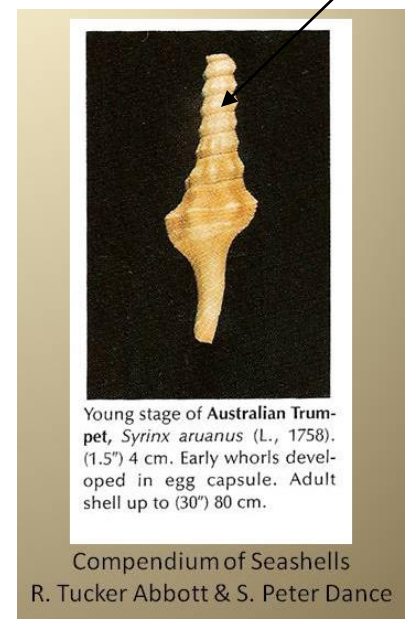 Young stage of Australian Trum-
pet, Syrinx aruanus (L., 1758).
(1.5") 4 cm. Early whorls devel-
oped in egg capsule. Adult
shell up to (30") 80 cm.
Compendium of Seashells
R. Tucker Abbott & S. Peter Dance